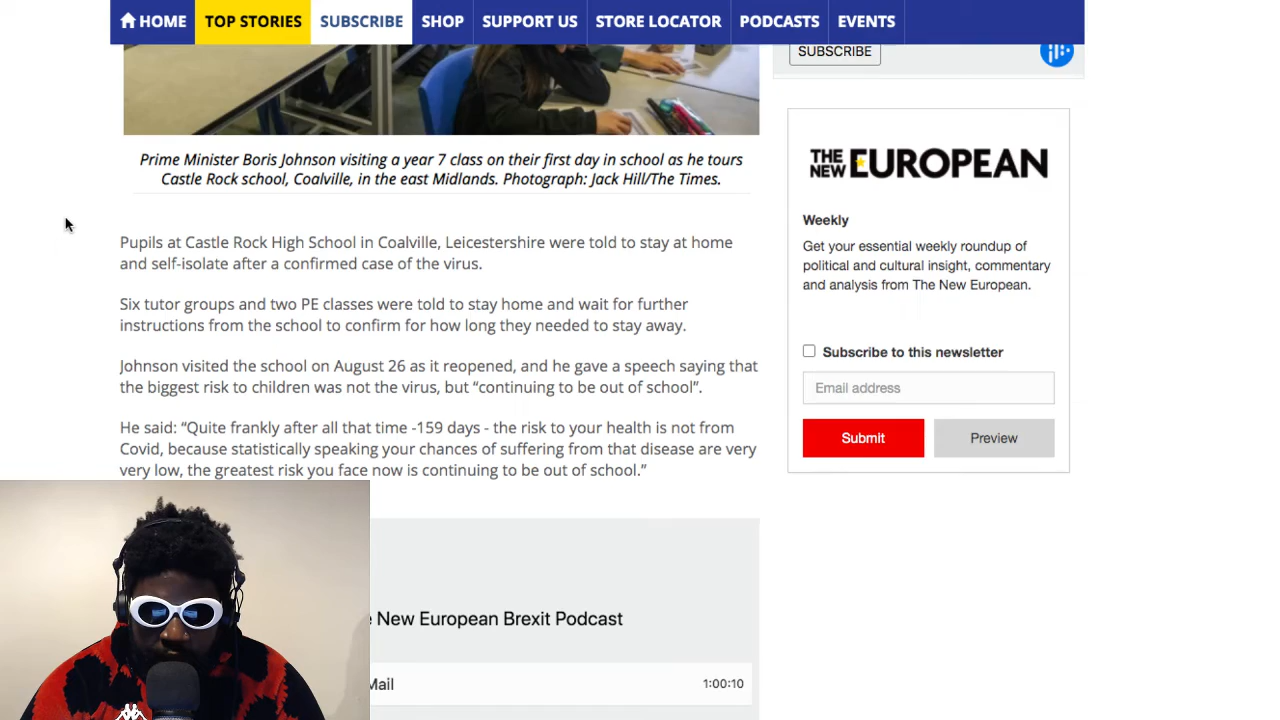 HOME TOP STORIES SUBSCRIBE SHOP SUPPORT US STORE LOCATOR PODCASTS EVENTS
SUBSCRIBE
Prime Minister Boris Johnson visiting a year 7 class on their first day in school as he tours
Castle Rock school, Coalville, in the east Midlands. Photograph: Jack Hill/The Times.
Pupils at Castle Rock High School in Coalville, Leicestershire were told to stay at home
and self-isolate after a confirmed case of the virus.
Six tutor groups and two PE classes were told to stay home and wait for further
instructions from the school to confirm for how long they needed to stay away.
Johnson visited the school on August 26 as it reopened, and he gave a speech saying that
the biggest risk to children was not the virus, but “continuing to be out of school”.
He said: “Quite frankly after all that time -159 days - the risk to your health is not from
Covid, because statistically speaking your chances of suffering from that disease are very
very low, the greatest risk you face now is continuing to be out of school.”
New European Brexit Podcast
Mail 1:00:10
THE NEW EUROPEAN
Weekly
Get your essential weekly roundup of
political and cultural insight, commentary
and analysis from The New European.
Subscribe to this newsletter
Email address
Submit Preview